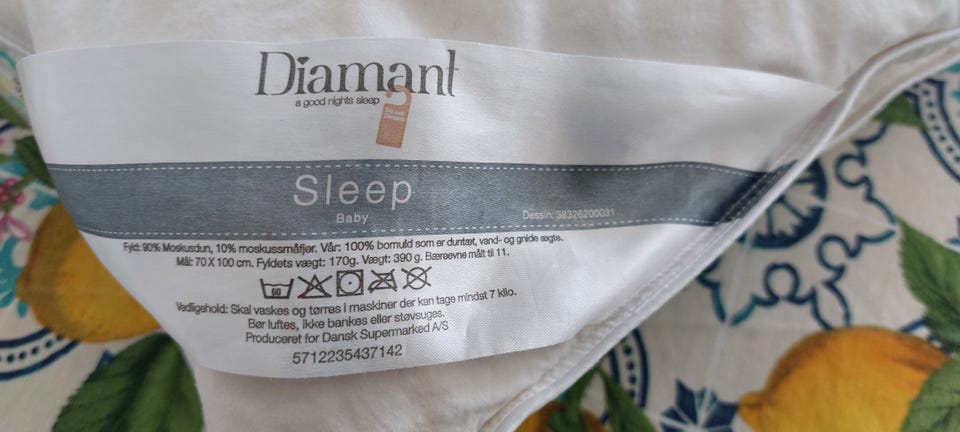 Diamant
a good nights sleep
Sleep
Baby
Dessin: 38326200031
Fyld: 90% Moskusdun, 10% moskussmåfjer. Vår: 100% bomuld som er duntæt, vand- og gnide ægte.
Mål: 70 X 100 cm. Fyldets vægt: 170g. Vægt: 390 g. Bæreevne målt til 11.
60
Vedligehold: Skal vaskes og tørres i maskiner der kan tage mindst 7 kilo.
Bør luftes, ikke bankes eller støvsuges.
Produceret for Dansk Supermarked A/S
5712235437142